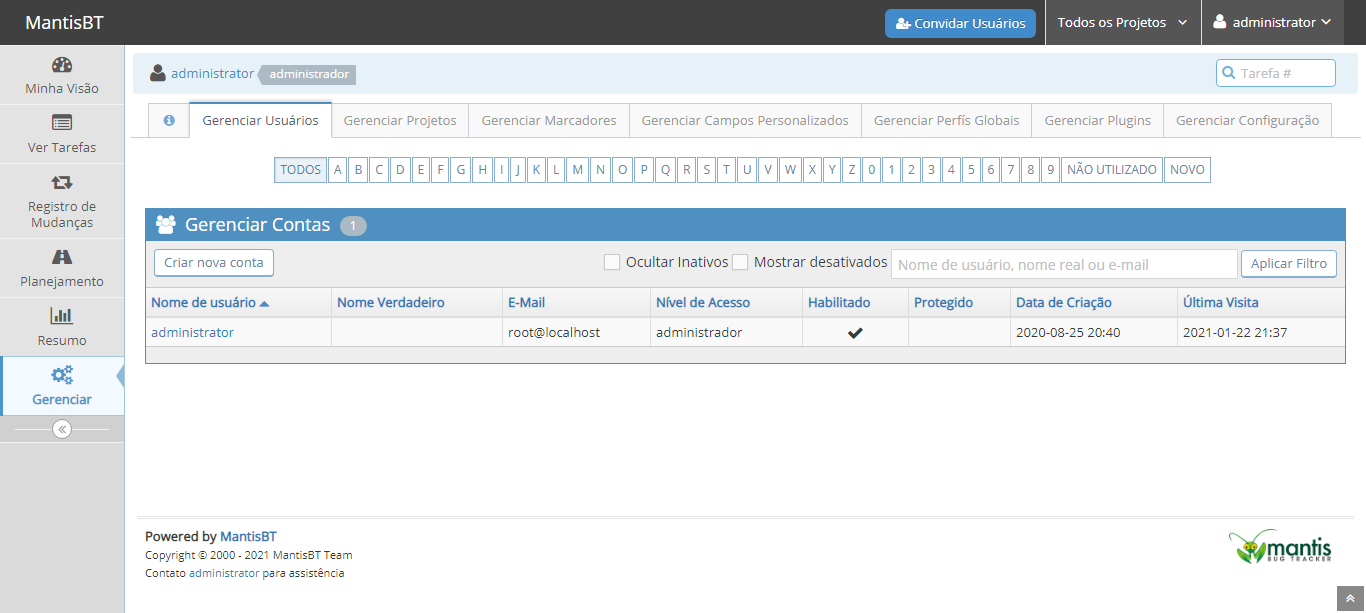 MantisBT
Convidar Usuários
Todos os Projetos
administrator
Minha Visão
Ver Tarefas
Registro de
Mudanças
Planejamento
Resumo
Gerenciar
administrator administrador
Tarefa #
Gerenciar Usuários Gerenciar Projetos Gerenciar Marcadores Gerenciar Campos Personalizados Gerenciar Perfís Globais Gerenciar Plugins Gerenciar Configuração
TODOS A B C D E F G H I J K L M N O P Q R S T U V W X Y Z 0 1 2 3 4 5 6 7 8 9 NÃO UTILIZADO NOVO
Gerenciar Contas 1
Criar nova conta Ocultar Inativos Mostrar desativados Nome de usuário, nome real ou e-mail Aplicar Filtro
Nome de usuário Nome Verdadeiro E-Mail Nível de Acesso Habilitado Protegido Data de Criação Última Visita
administrator root@localhost administrador 2020-08-25 20:40 2021-01-22 21:37
Powered by MantisBT
Copyright © 2000 - 2021 MantisBT Team
Contato administrator para assistência
mantis
BUG TRACKER